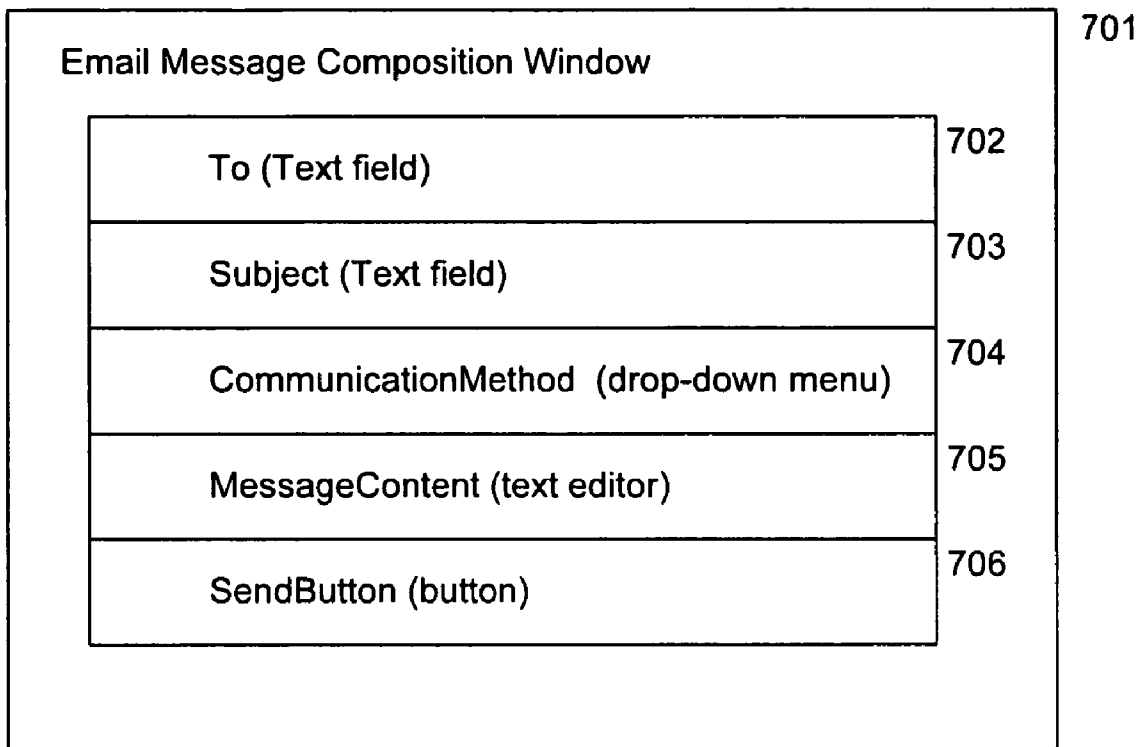 701
Email Message Composition Window
702
To (Text field)
703
Subject (Text field)
704
CommunicationMethod (drop-down menu)
705
MessageContent (text editor)
706
SendButton (button)